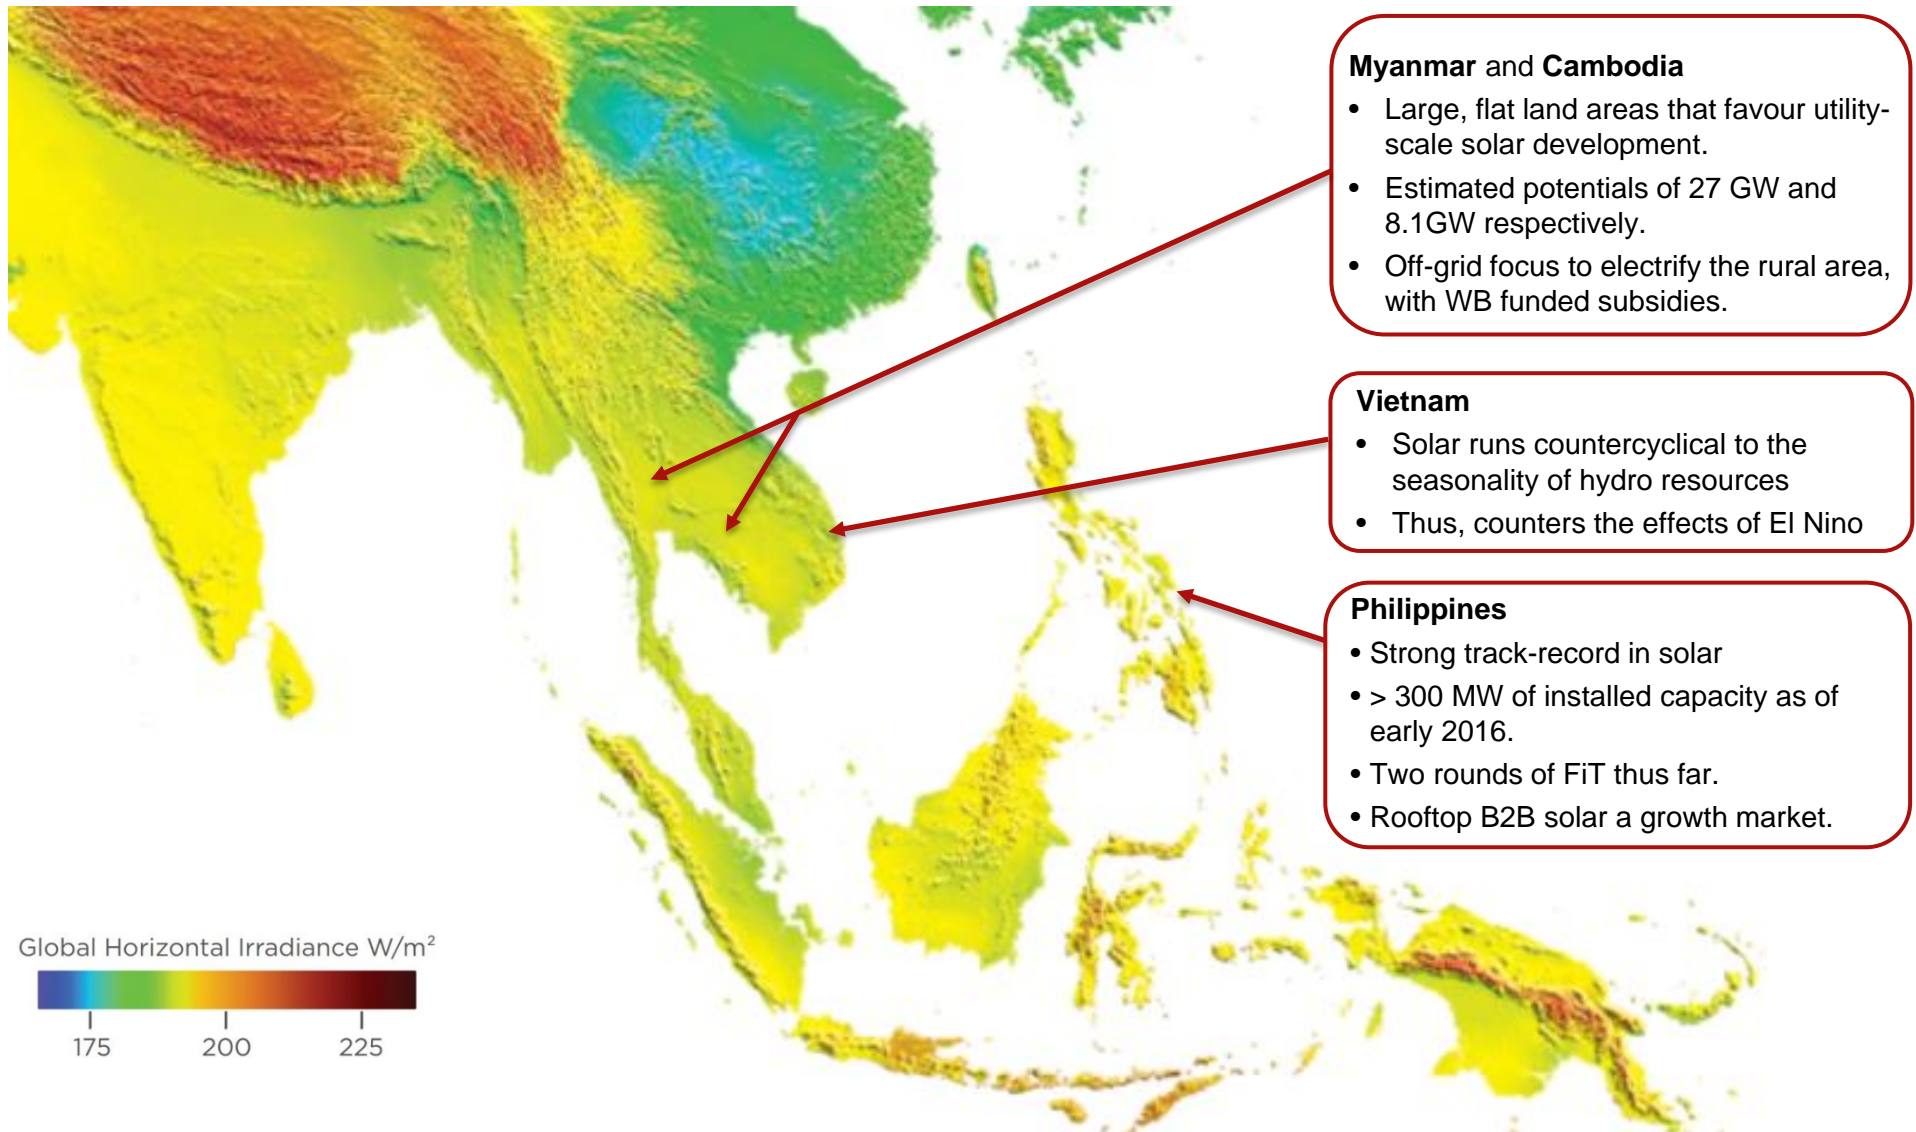 Myanmar and Cambodia
• Large, flat land areas that favour utility-
scale solar development.
• Estimated potentials of 27 GW and
8.1GW respectively.
• Off-grid focus to electrify the rural area,
with WB funded subsidies.
Vietnam
• Solar runs countercyclical to the
seasonality of hydro resources
• Thus, counters the effects of El Nino
Philippines
• Strong track-record in solar
• > 300 MW of installed capacity as of
early 2016.
• Two rounds of FiT thus far.
• Rooftop B2B solar a growth market.
Global Horizontal Irradiance W/m²
175 200 225